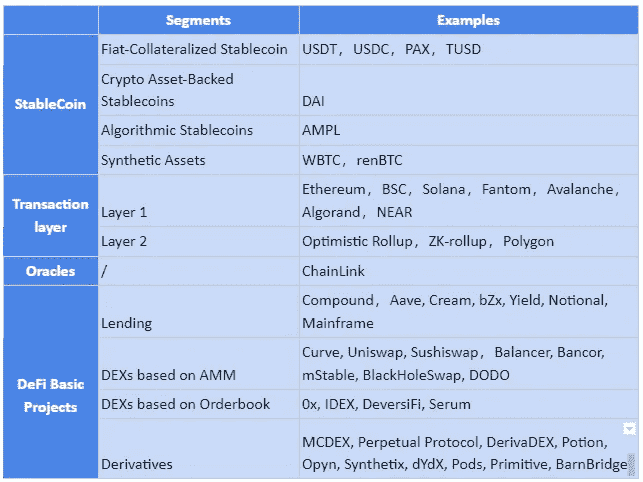 Segments Examples
StableCoin
Fiat-Collateralized Stablecoin USDT，USDC，PAX，TUSD
Crypto Asset-Backed
Stablecoins DAI
Algorithmic Stablecoins AMPL
Synthetic Assets WBTC，renBTC
Transaction
layer
Ethereum，BSC，Solana，Fantom，Avalanche，
Layer 1 Algorand，NEAR
Layer 2 Optimistic Rollup，ZK-rollup，Polygon
Oracles / ChainLink
DeFi Basic
Projects
Compound，Aave, Cream, bZx, Yield, Notional,
Lending Mainframe
Curve, Uniswap, Sushiswap，Balancer, Bancor,
DEXs based on AMM mStable, BlackHoleSwap, DODO
DEXs based on Orderbook 0x, IDEX, DeversiFi, Serum
MCDEX, Perpetual Protocol, DerivaDEX, Potion,
Derivatives Opyn, Synthetix, dYdX, Pods, Primitive, BarnBridge